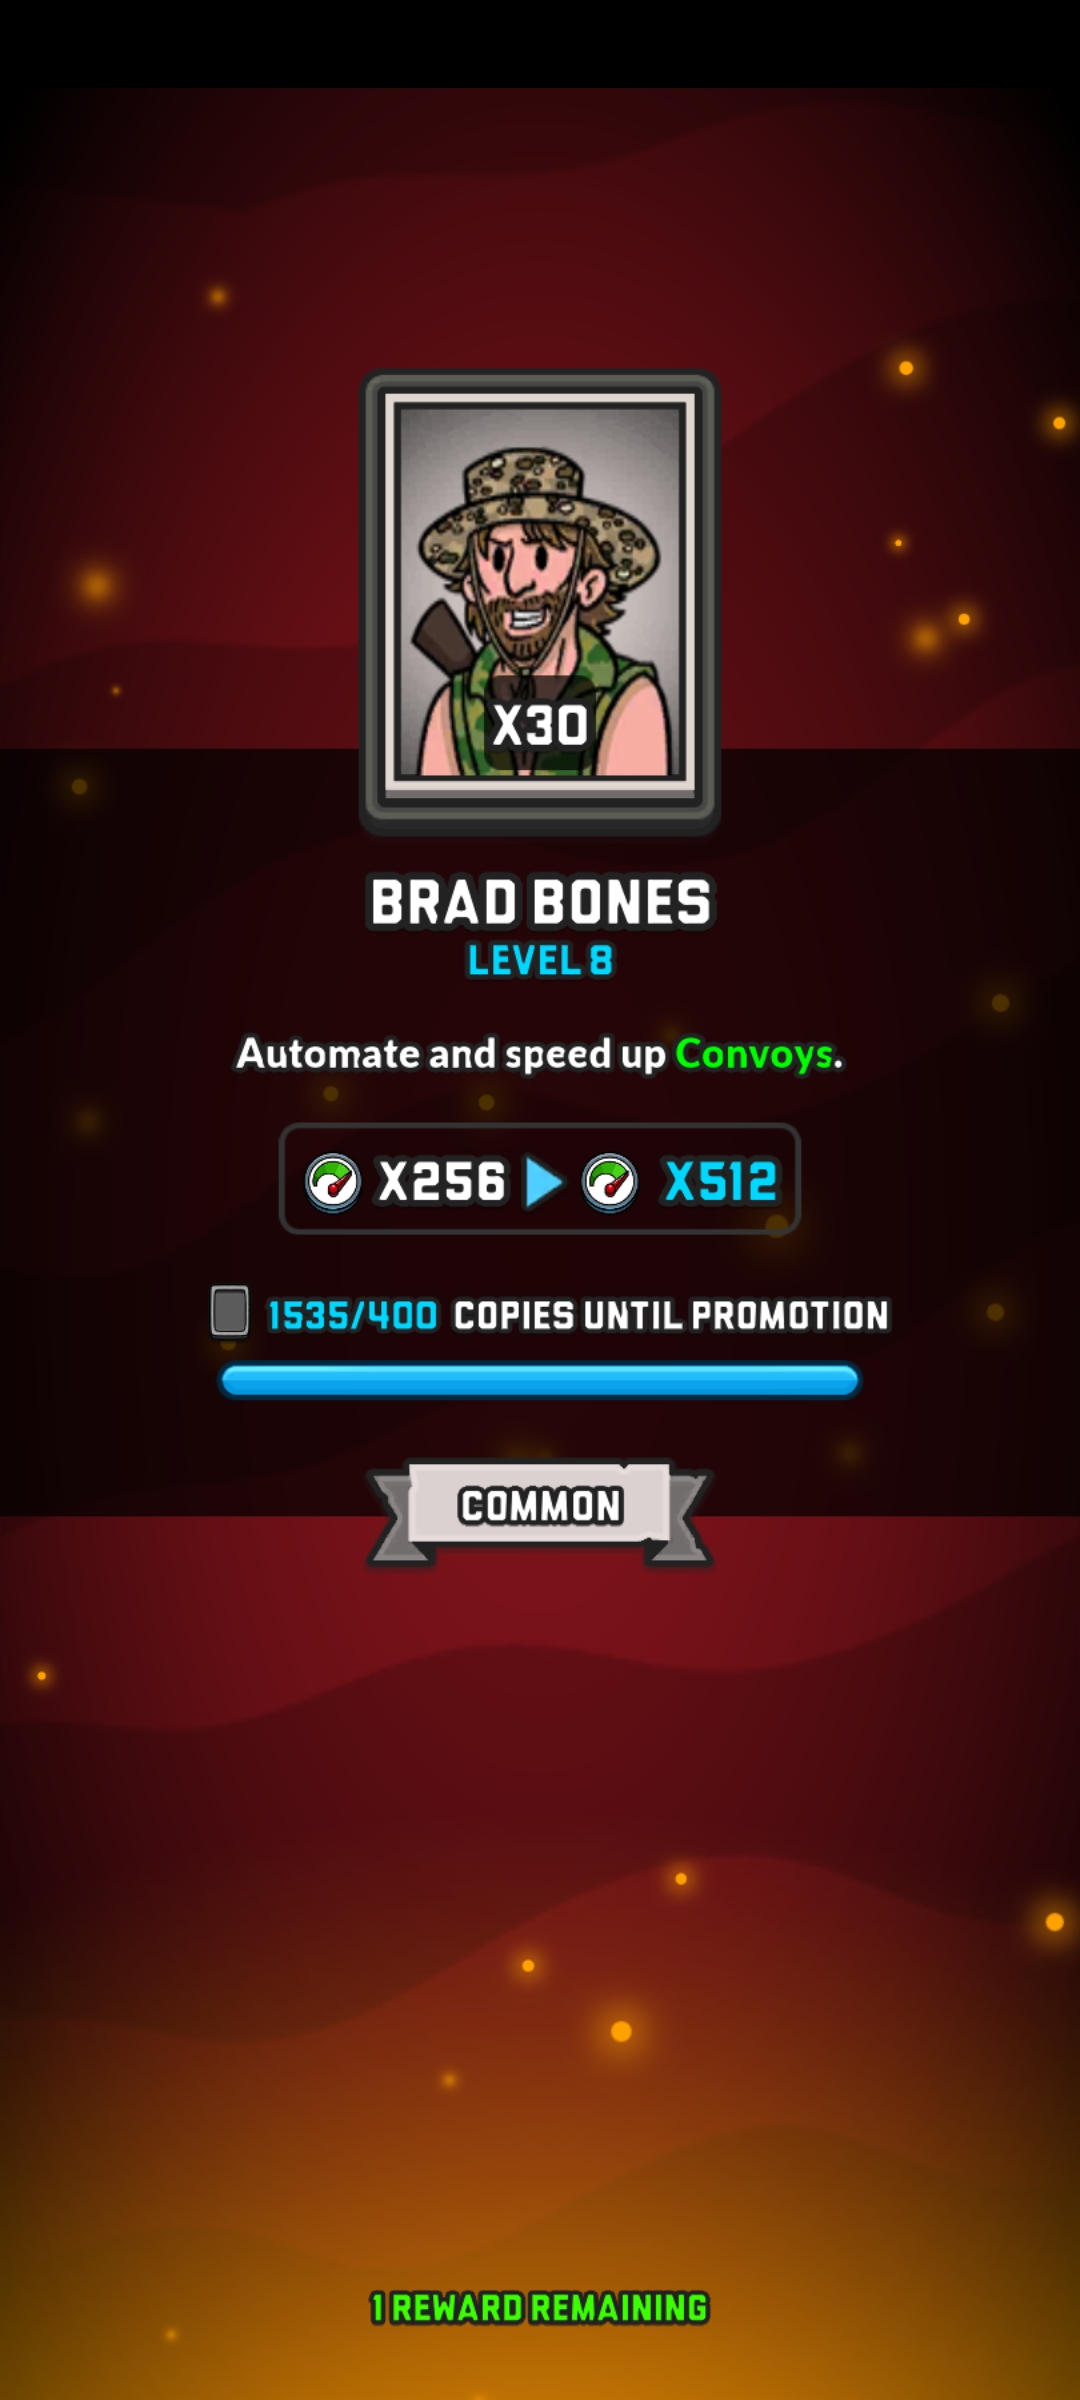 X30
BRAD BONES
LEVEL 8
Automate and speed up Convoys.
X256 X512
1535/400 COPIES UNTIL PROMOTION
COMMON
1 REWARD REMAINING